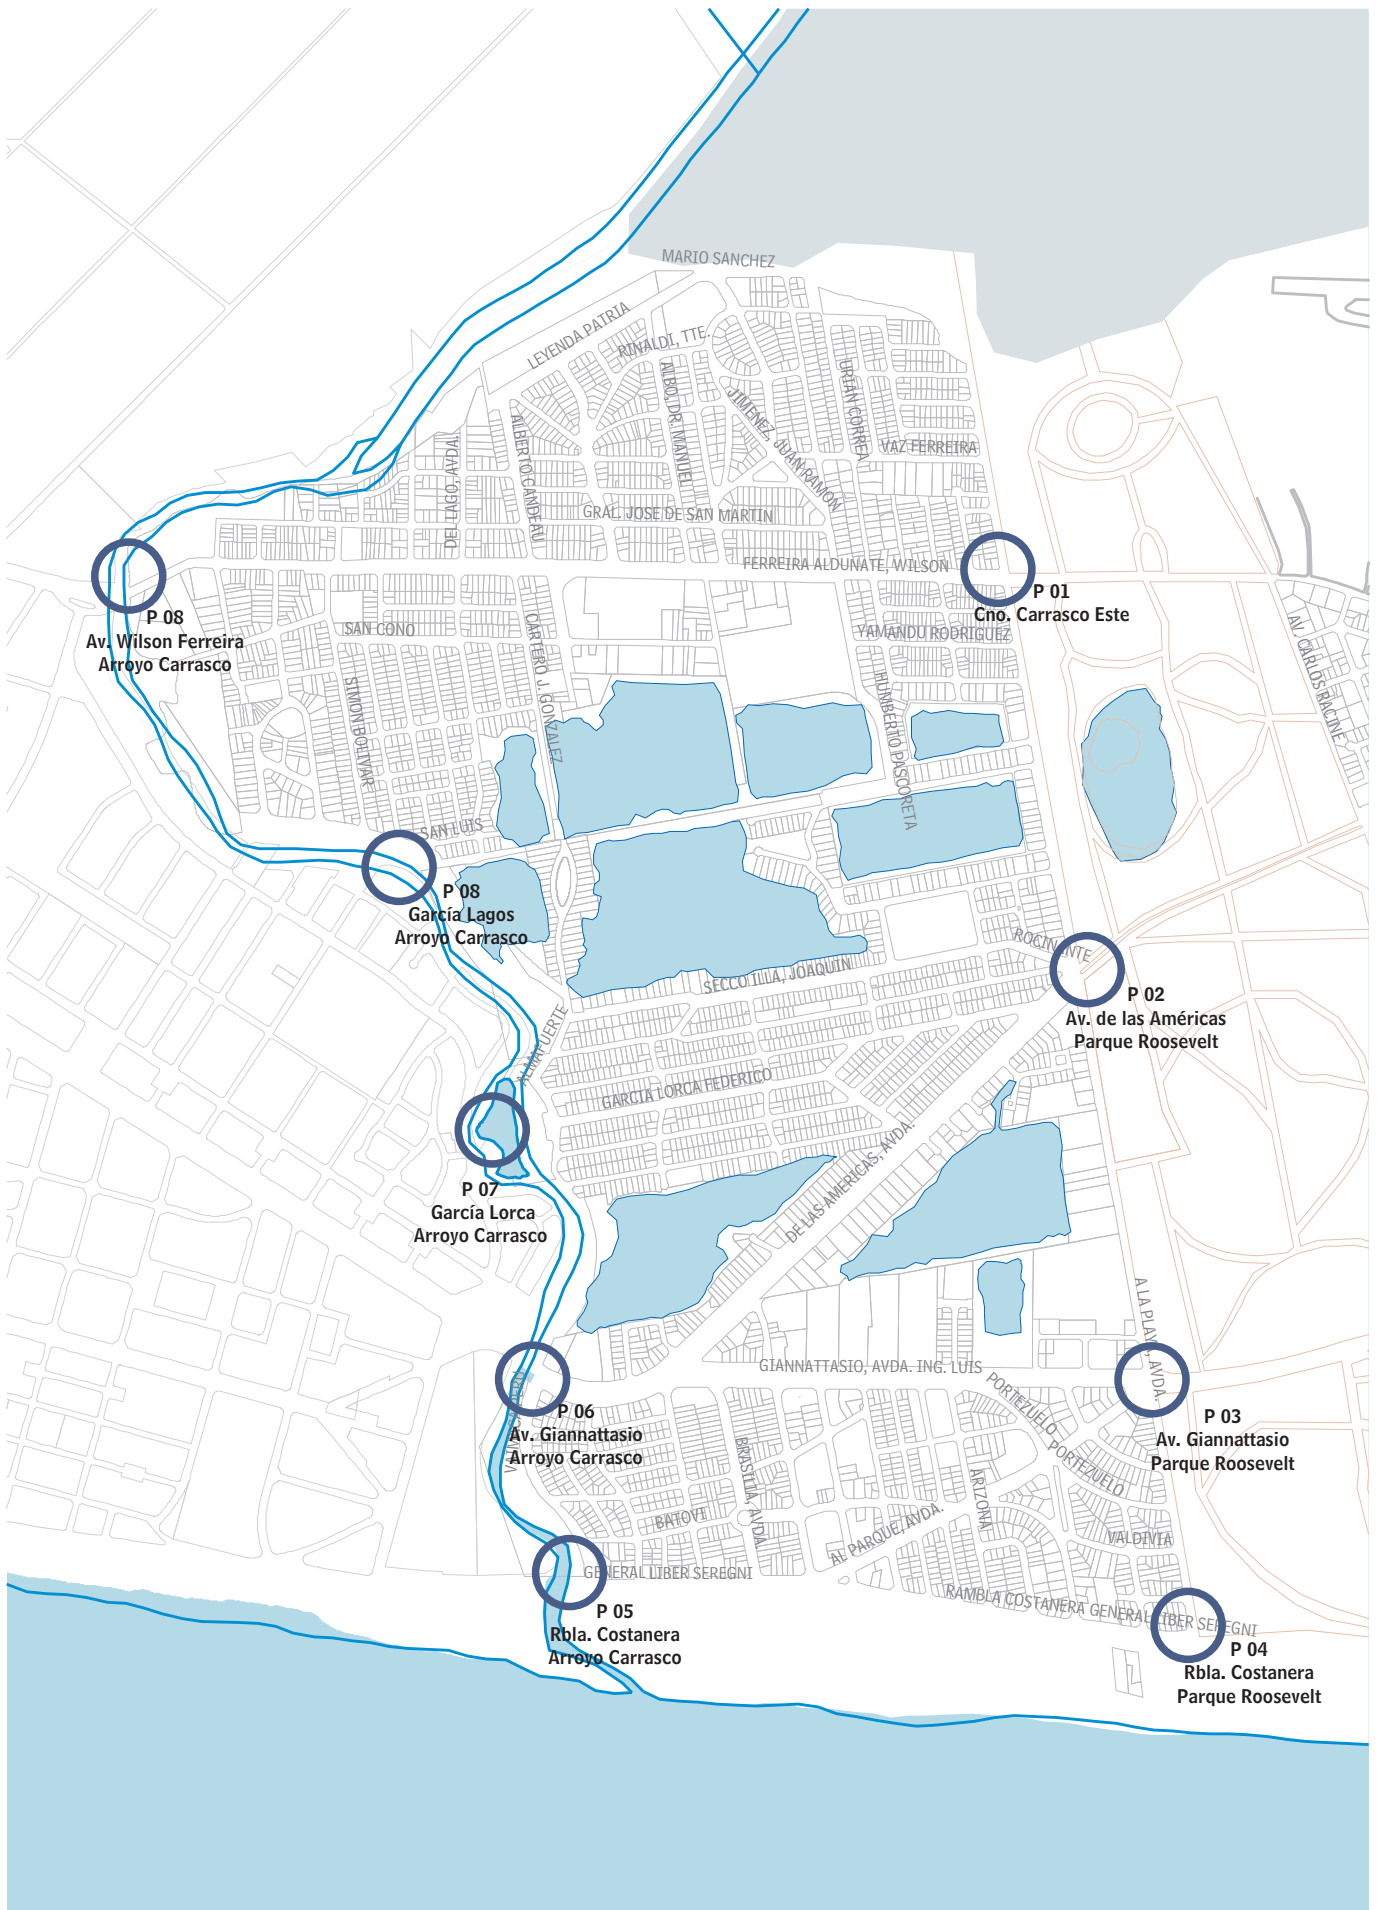 MARIO SANCHEZ
LEYENDA PATRIA
RINALDI, TTE.
ALBO, DR. MANUEL
JIMENEZ, JUAN RAMON
URIAN CORREA
VAZ FERREIRA
ALBERTO CANDEAU
DEL LAGO, AVDA.
GRAL. JOSE DE SAN MARTIN
FERREIRA ALDUNATE, WILSON
P 01
Cno. Carrasco Este
P 08
Av. Wilson Ferreira
Arroyo Carrasco
SAN CONO
CARTERO J. GONZALEZ
YAMANDU RODRIGUEZ
AV. CARLOS RACINE
SIMON BOLIVAR
HUMBERTO PASCORETA
SAN LUIS
P 08
García Lagos
Arroyo Carrasco
ROCINANTE
SECCO ILLA, JOAQUIN
P 02
Av. de las Américas
Parque Roosevelt
ALMAFUERTE
GARCIA LORCA FEDERICO
DE LAS AMERICAS, AVDA.
P 07
García Lorca
Arroyo Carrasco
A LA PLAYA, AVDA.
GIANNATTASIO, AVDA. ING. LUIS
PORTEZUELO
PORTEZUELO
P 06
Av. Giannattasio
Arroyo Carrasco
P 03
Av. Giannattasio
Parque Roosevelt
BRASILIA, AVDA.
ARIZONA
BATOVI
AL PARQUE, AVDA.
VALDIVIA
GENERAL LIBER SEREGNI
RAMBLA COSTANERA GENERAL LIBER SEREGNI
P 05
Rbla. Costanera
Arroyo Carrasco
P 04
Rbla. Costanera
Parque Roosevelt